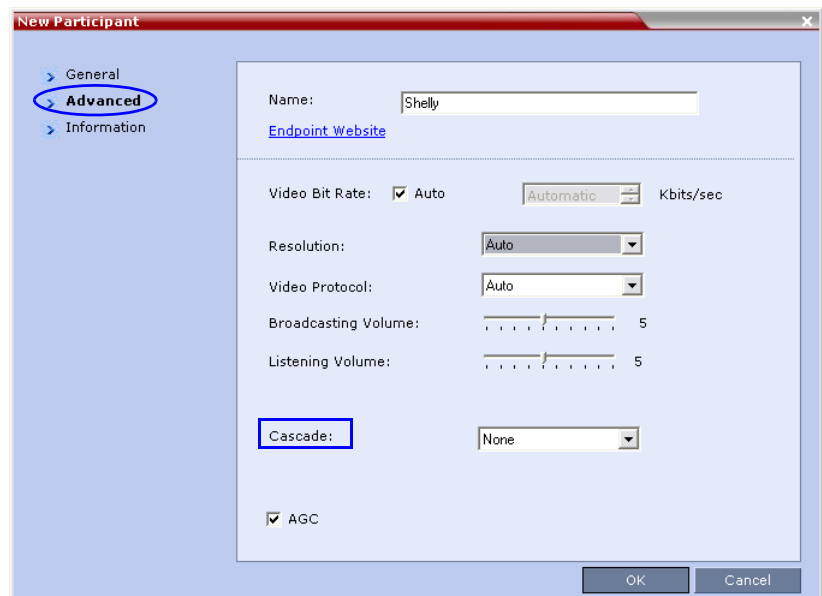 New Participant
General
Advanced
Information
Name: Shelly
Endpoint Website
Video Bit Rate: Auto Automatic Kbits/sec
Resolution: Auto
Video Protocol: Auto
Broadcasting Volume: 5
Listening Volume: 5
Cascade: None
AGC
OK Cancel